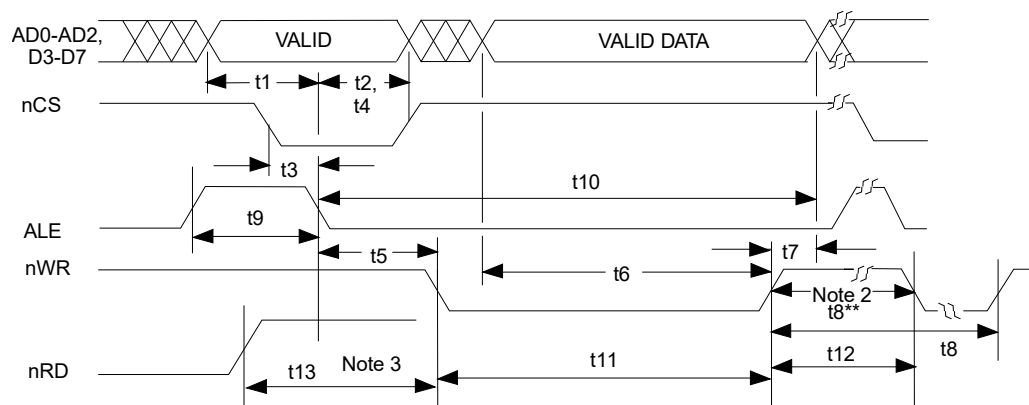 AD0-AD2,
D3-D7
VALID
VALID DATA
t1
t2,
t4
nCS
t3
t10
ALE
t9
t5
t7
nWR
t6
Note 2
t8**
t8
nRD
t13
Note 3
t11
t12